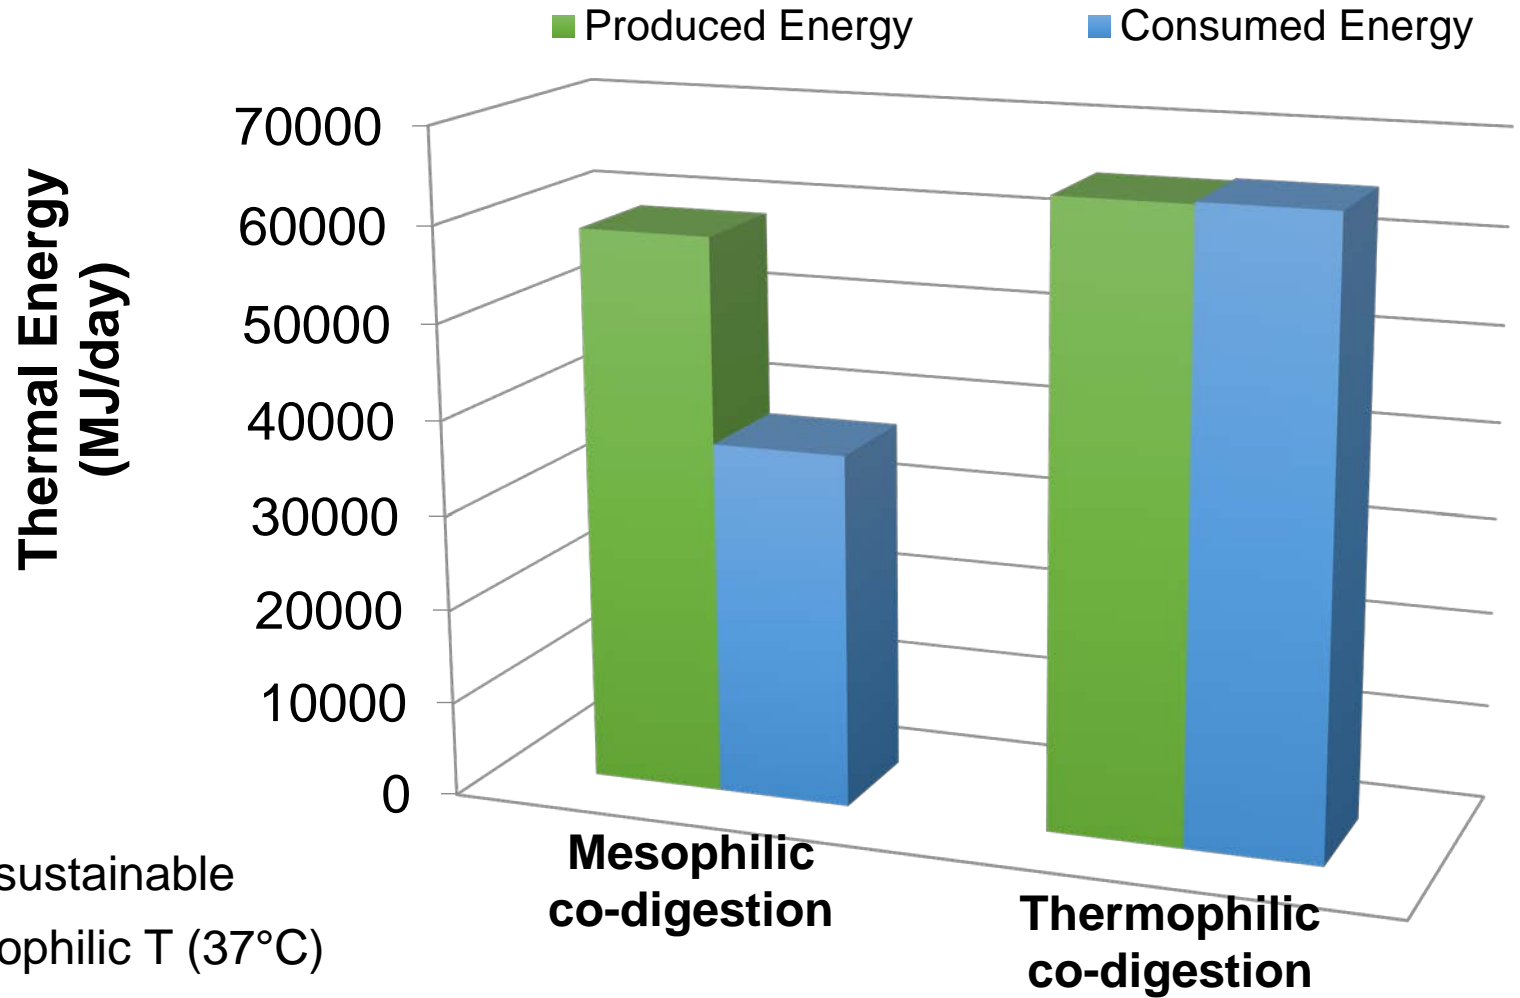 Produced Energy
Consumed Energy
Thermal Energy
(MJ/day)
70000
60000
50000
40000
30000
20000
10000
0
Mesophilic
co-digestion
Thermophilic
co-digestion
sustainable
ophilic T (37°C)